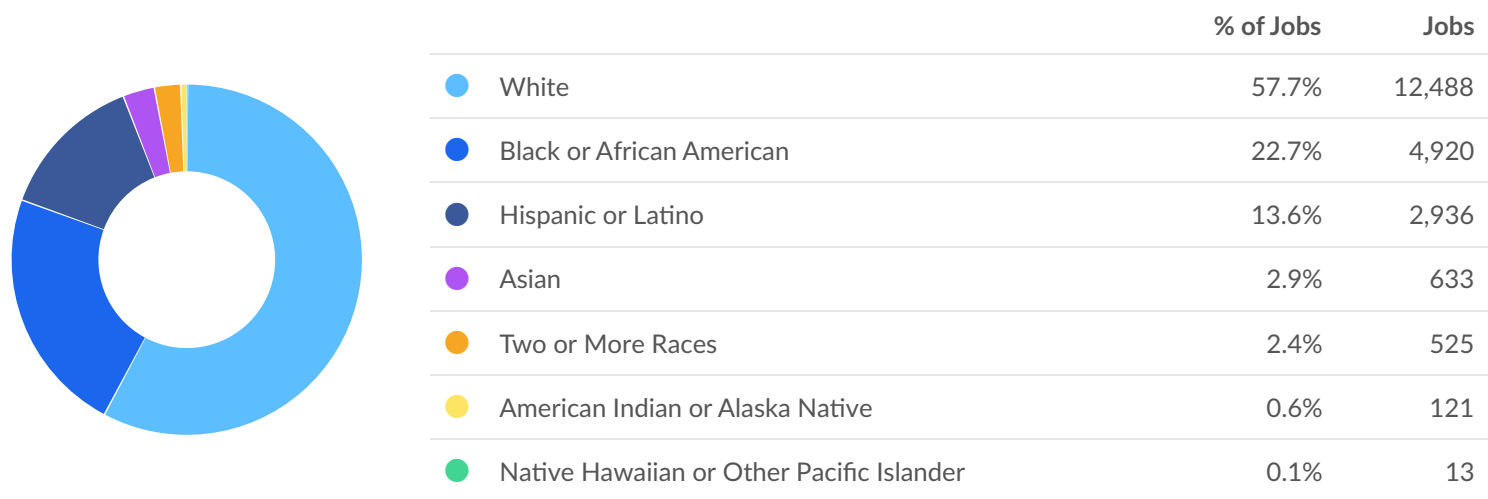 % of Jobs Jobs
White 57.7% 12,488
Black or African American 22.7% 4,920
Hispanic or Latino 13.6% 2,936
Asian 2.9% 633
Two or More Races 2.4% 525
American Indian or Alaska Native 0.6% 121
Native Hawaiian or Other Pacific Islander 0.1% 13